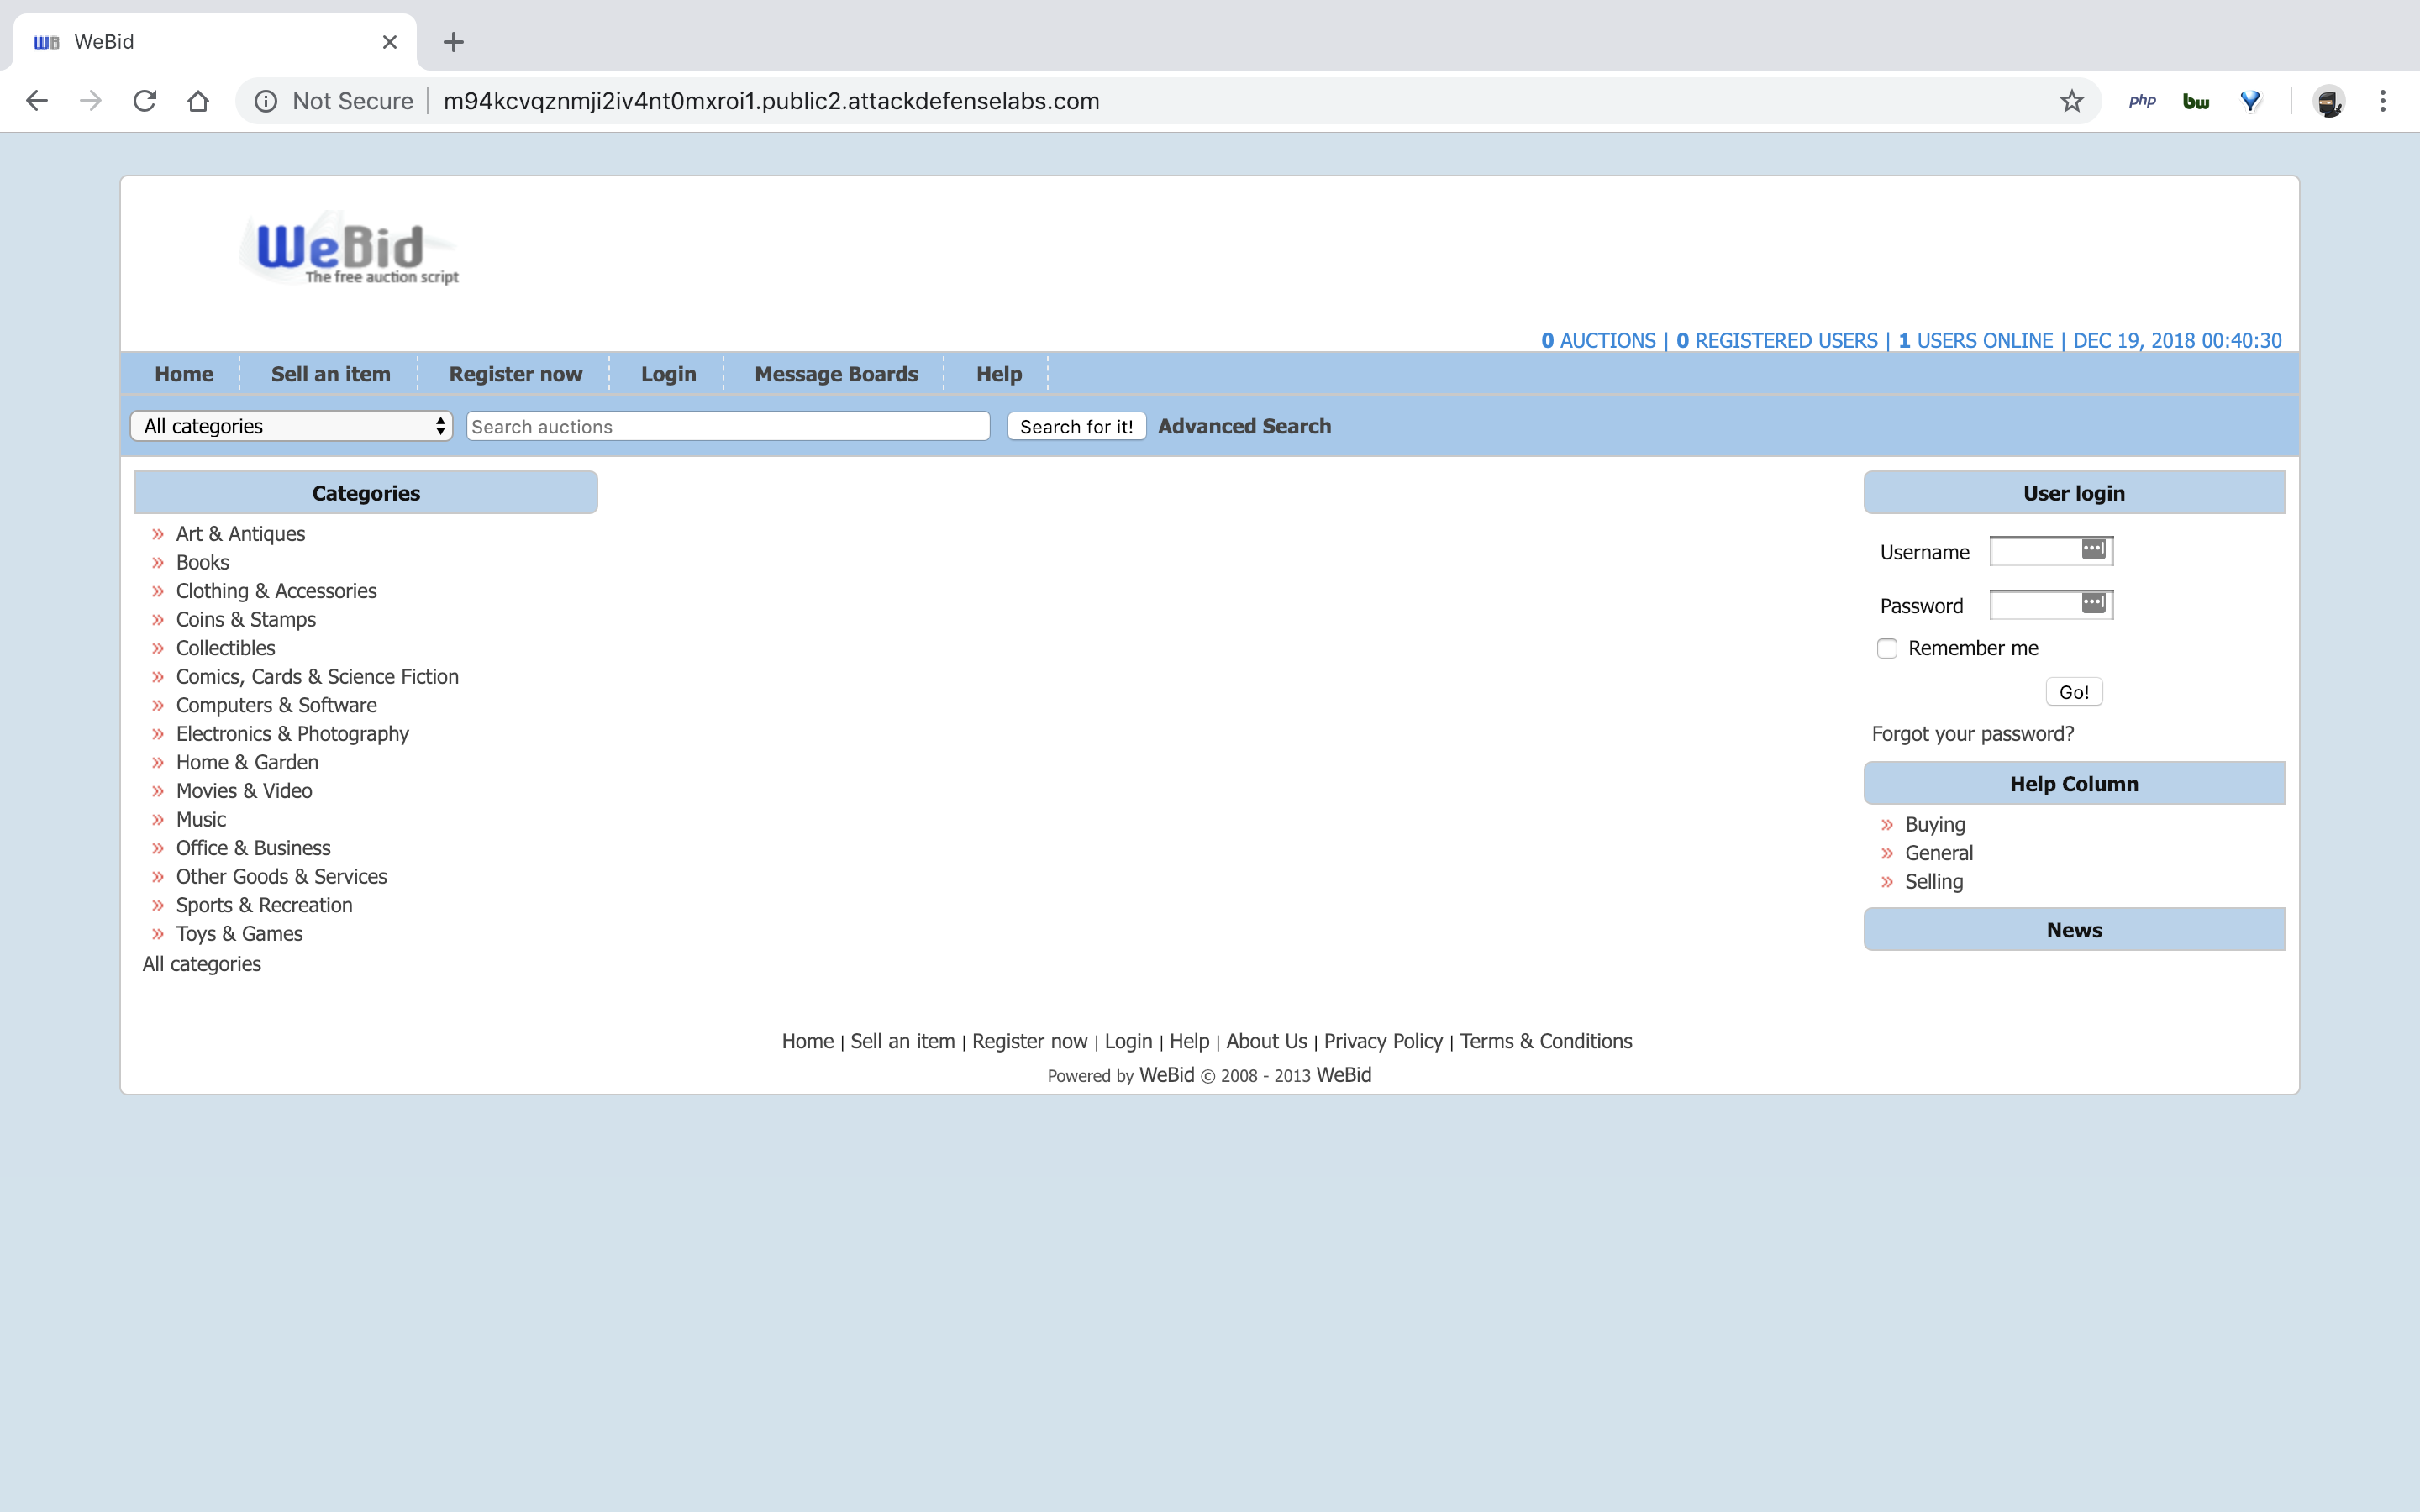 WB WeBid
Not Secure m94kcvqznmji2iv4nt0mxroi1.public2.attackdefenselabs.com php bw
WeBid
The free auction script
0 AUCTIONS | 0 REGISTERED USERS | 1 USERS ONLINE | DEC 19, 2018 00:40:30
Home Sell an item Register now Login Message Boards Help
All categories Search auctions Search for it! Advanced Search
Categories
Art & Antiques
Books
Clothing & Accessories
Coins & Stamps
Collectibles
Comics, Cards & Science Fiction
Computers & Software
Electronics & Photography
Home & Garden
Movies & Video
Music
Office & Business
Other Goods & Services
Sports & Recreation
Toys & Games
All categories
User login
Username
Password
Remember me
Go!
Forgot your password?
Help Column
Buying
General
Selling
News
Home | Sell an item | Register now | Login | Help | About Us | Privacy Policy | Terms & Conditions
Powered by WeBid © 2008 - 2013 WeBid